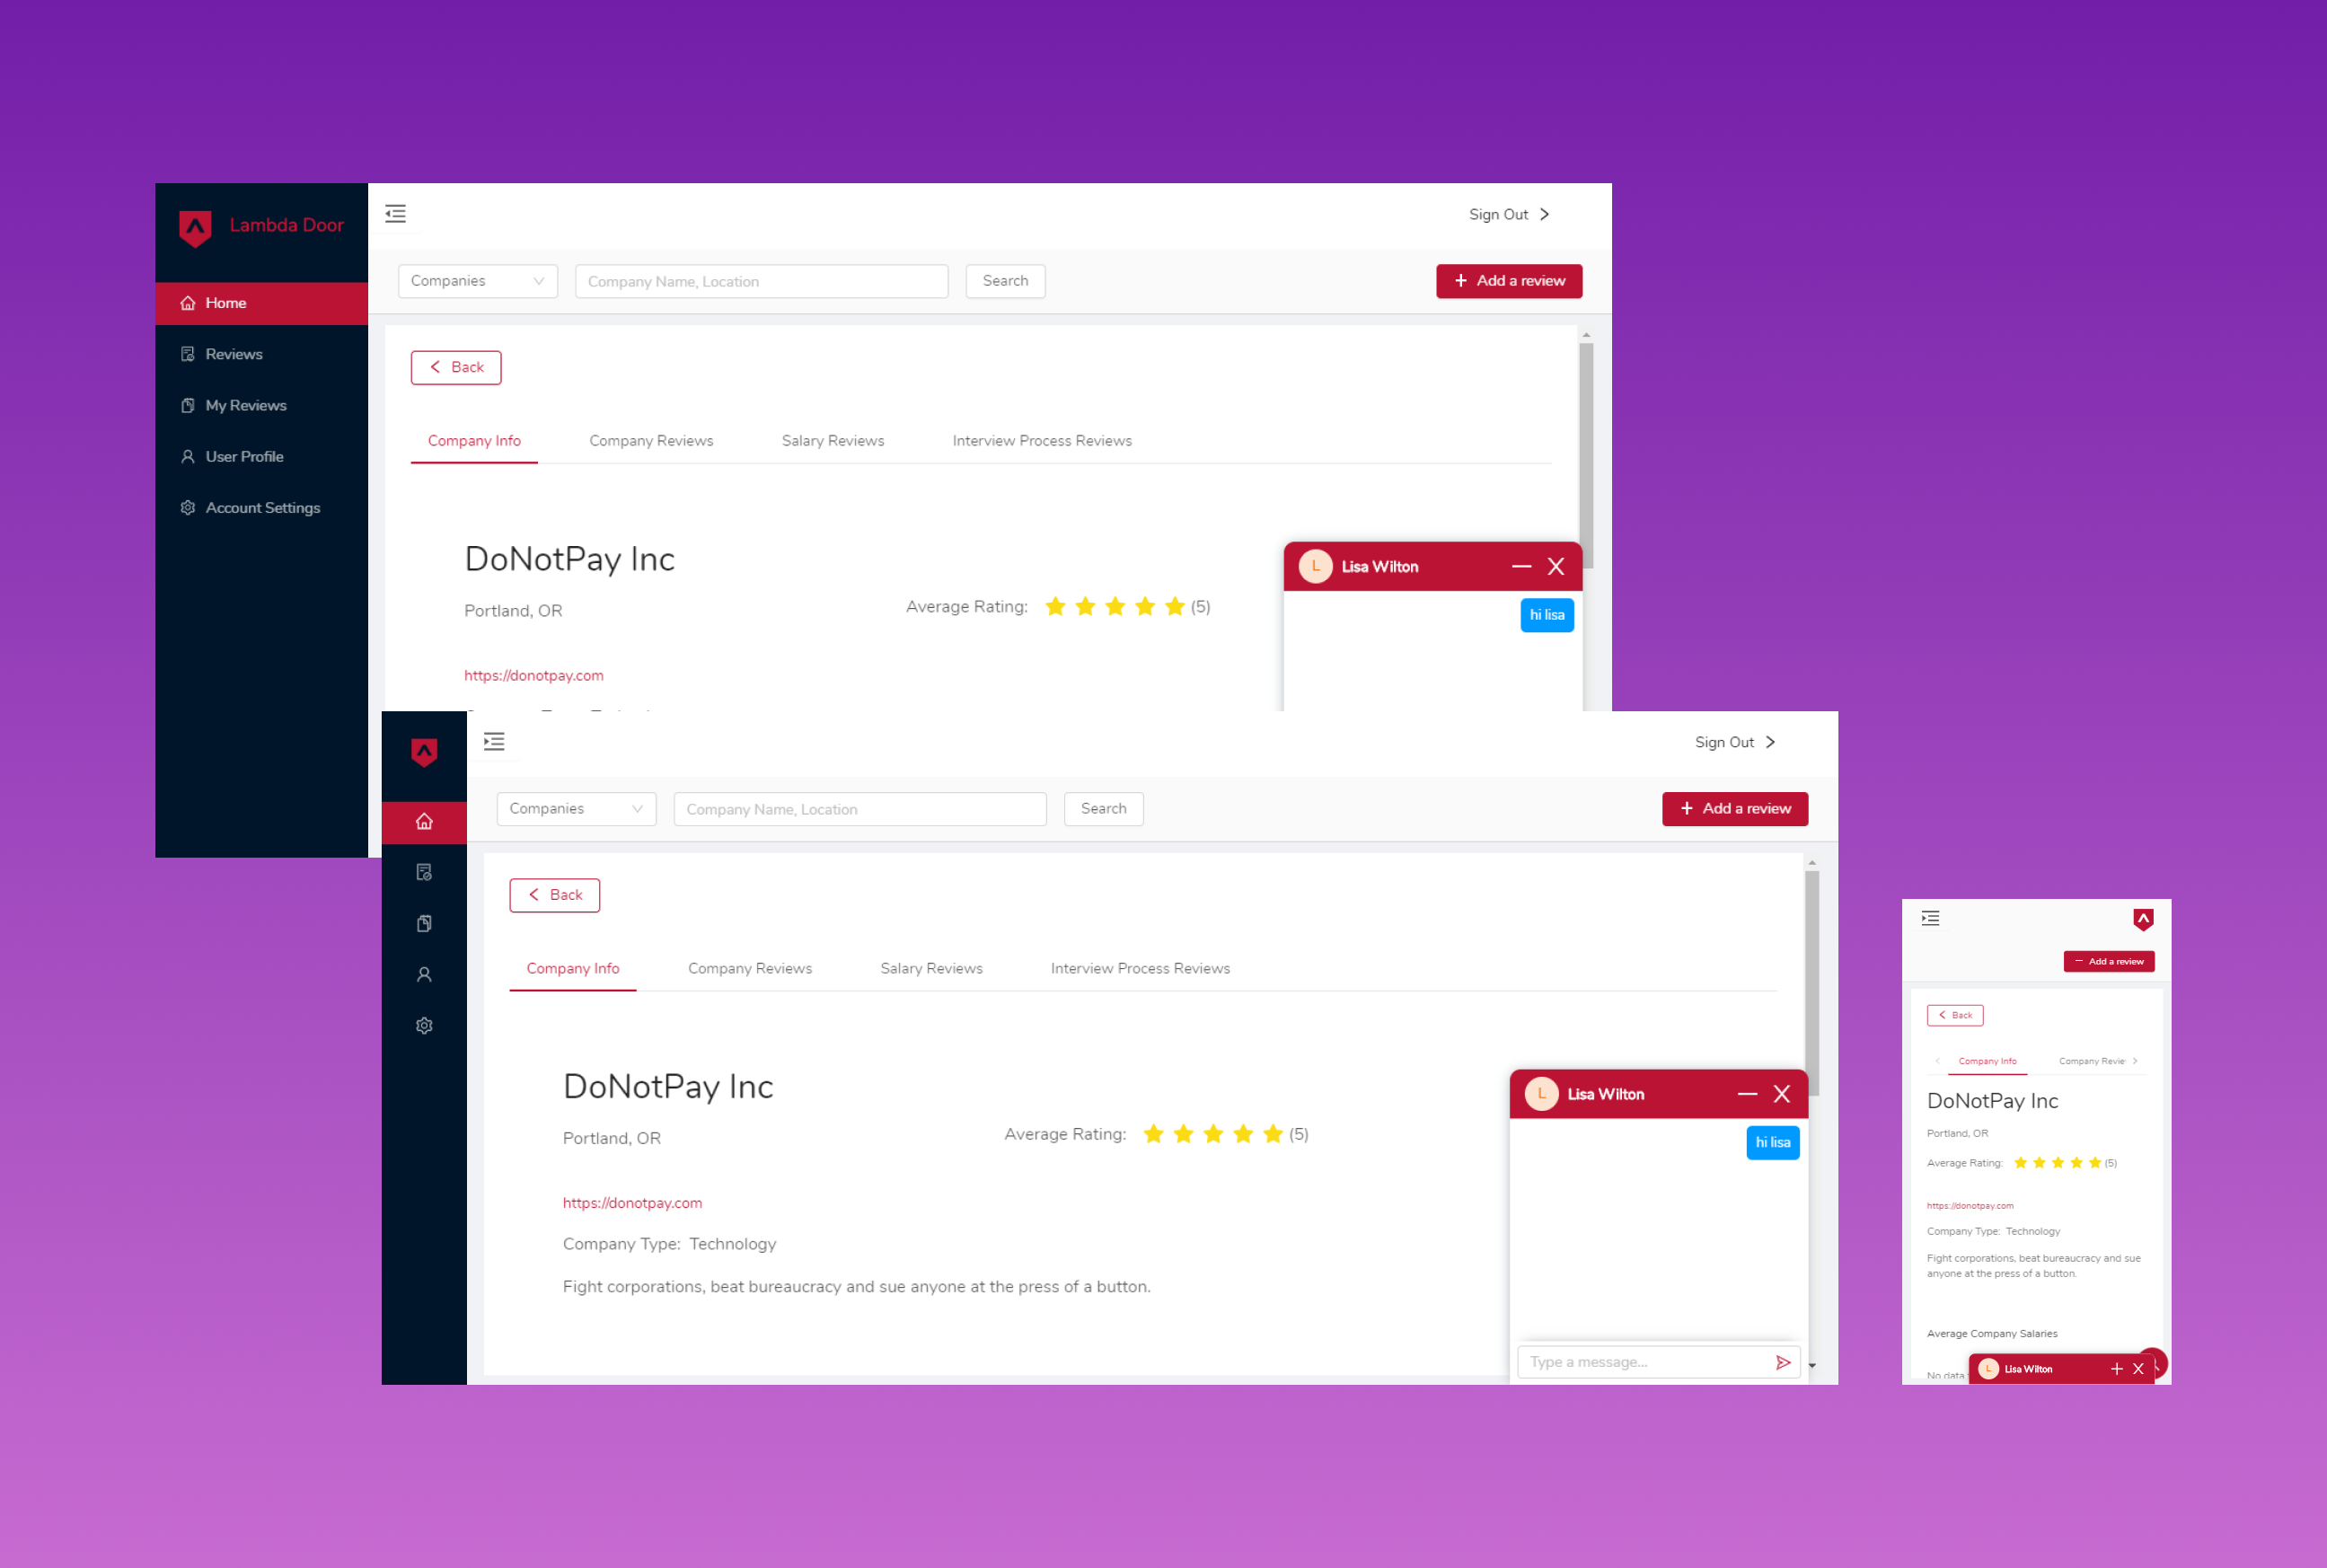 Lambda Door
Home
Reviews
My Reviews
User Profile
Account Settings
Sign Out
Companies
Company Name, Location
Search
+ Add a review
Back
Company Info
Company Reviews
Salary Reviews
Interview Process Reviews
DoNotPay Inc
Portland, OR
Average Rating: (5)
https://donotpay.com
L Lisa Wilton
hi lisa
Sign Out
Companies
Company Name, Location
Search
+ Add a review
Back
Company Info
Company Reviews
Salary Reviews
Interview Process Reviews
DoNotPay Inc
Portland, OR
Average Rating: (5)
https://donotpay.com
Company Type: Technology
Fight corporations, beat bureaucracy and sue anyone at the press of a button.
L Lisa Wilton
hi lisa
Type a message...
Add a review
Back
Company Info
Company Revie
DoNotPay Inc
Portland, OR
Average Rating: (5)
https://donotpay.com
Company Type: Technology
Fight corporations, beat bureaucracy and sue
anyone at the press of a button.
Average Company Salaries
No data
L Lisa Wilton